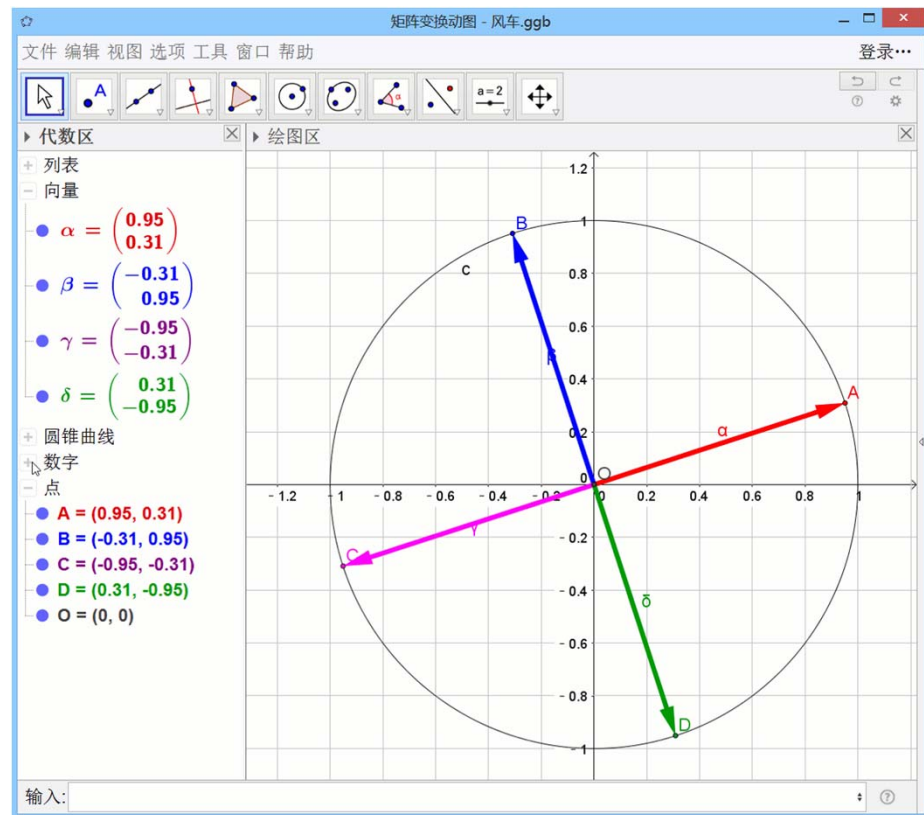 矩阵变换动图 - 风车.ggb
文件 编辑 视图 选项 工具 窗口 帮助
登录···
A
α
a=2
代数区
绘图区
列表
向量
α = (0.95 0.31)
β = (−0.31 0.95)
γ = (−0.95 −0.31)
δ = (0.31 −0.95)
圆锥曲线
数字
点
A = (0.95, 0.31)
B = (-0.31, 0.95)
C = (-0.95, -0.31)
D = (0.31, -0.95)
O = (0, 0)
1.2
B
1
c
0.8
0.6
β
0.4
A
α
0.2
0
O
-1.2 -1 -0.8 -0.6 -0.4 -0.2 0 0.2 0.4 0.6 0.8 1
-0.2
γ
C
-0.4
δ
-0.6
D
-0.8
-1
输入: